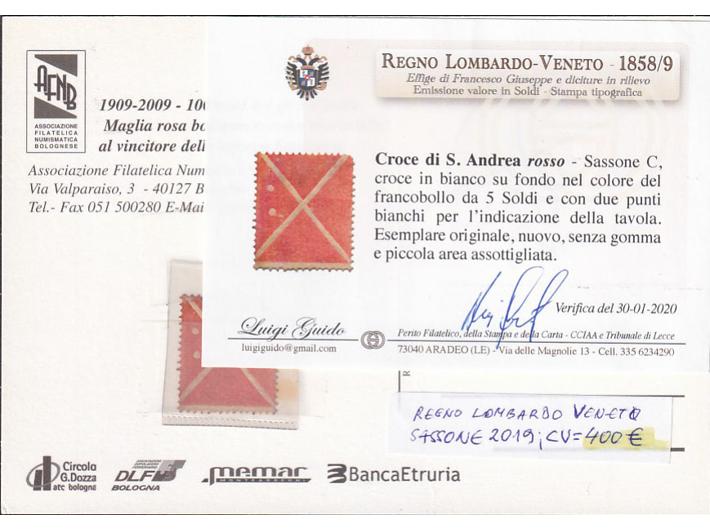 AFNB
ASSOCIAZIONE
FILATELICA
NUMISMATICA
BOLOGNESE
1909-2009 - 10
Maglia rosa
al vincitore dell
Associazione Filatelica Num
Via Valparaiso, 3 - 40127 B
Tel.- Fax 051 500280 E-Mai
REGNO LOMBARDO-VENETO - 1858/9
Effige di Francesco Giuseppe e diciture in rilievo
Emissione valore in Soldi - Stampa tipografica
Croce di S. Andrea rosso - Sassone C,
croce in bianco su fondo nel colore del
francobollo da 5 Soldi e con due punti
bianchi per l'indicazione della tavola.
Esemplare originale, nuovo, senza gomma
e piccola area assottigliata.
Verifica del 30-01-2020
Luigi Guido
luigiguido@gmail.com
Perito Filatelico, della Stampa e della Carta - CCIAA e Tribunale di Lecce
73040 ARADEO (LE) - Via delle Magnolie 13 - Cell. 335 6234290
REGNO LOMBARDO VENETO
SASSONE 2019; CV=400 €
Circolo
G.Dozza
atc bologna
DLF
BOLOGNA
memar
MONTEASSEGNI
BancaEtruria